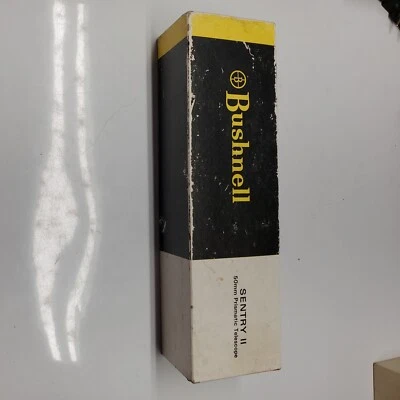 Bushnell
SENTRY II
50mm Prismatic Telescope